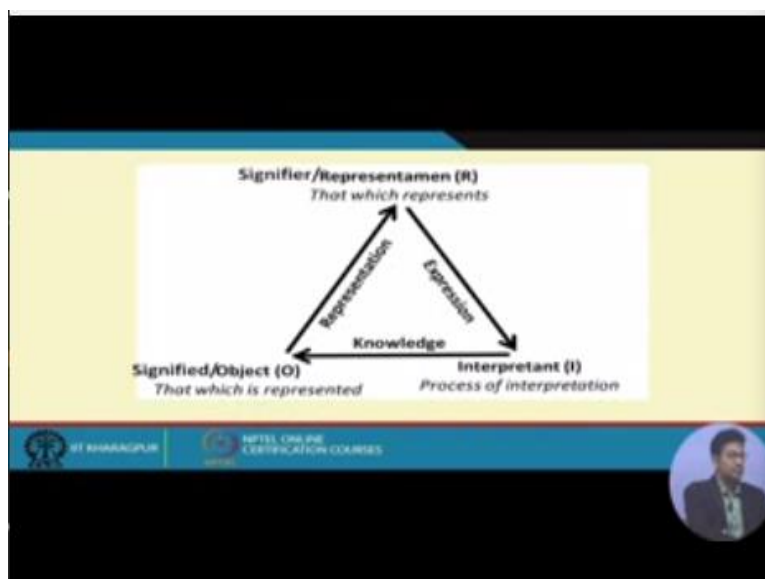 Signifier/Representamen (R)
That which represents
Representation
Expression
Knowledge
Signified/Object (O)
That which is represented
Interpretant (I)
Process of interpretation
IIT KHARAGPUR
NPTEL ONLINE
CERTIFICATION COURSES
NPTEL